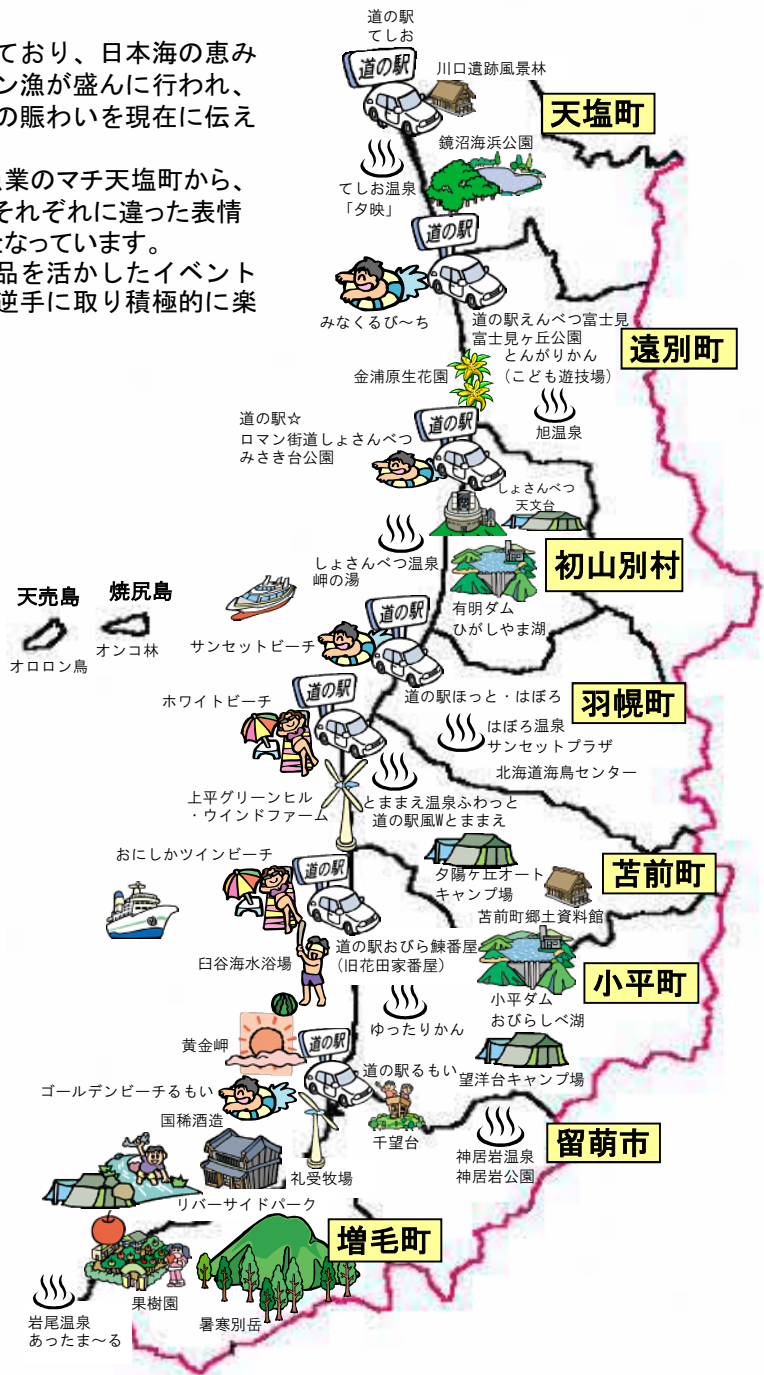 ており、日本海の恵み
ン漁が盛んに行われ、
の賑わいを現在に伝え
業のマチ天塩町から、
それぞれに違った表情
なっています。
品を活かしたイベント
逆手に取り積極的に楽
道の駅
てしお
道の駅
川口遺跡風景林
天塩町
鏡沼海浜公園
てしお温泉
「夕映」
道の駅
みなくるび～ち
道の駅えんべつ富士見
富士見ヶ丘公園
とんがりかん
(こども遊技場)
遠別町
金浦原生花園
旭温泉
道の駅☆
ロマン街道しょさんべつ
みさき台公園
道の駅
しょさんべつ
天文台
しょさんべつ温泉
岬の湯
初山別村
有明ダム
ひがしやま湖
天売島
焼尻島
オロロン鳥
オンコ林
サンセットビーチ
道の駅
道の駅ほっと・はぼろ
羽幌町
ホワイトビーチ
道の駅
はぼろ温泉
サンセットプラザ
北海道海鳥センター
上平グリーンヒル
・ウインドファーム
とままえ温泉ふわっと
道の駅風Wとままえ
おにしかツインビーチ
道の駅
夕陽ヶ丘オート
キャンプ場
苫前町
苫前町郷土資料館
臼谷海水浴場
道の駅おびら鰊番屋
(旧花田家番屋)
小平町
小平ダム
おびらしべ湖
ゆったりかん
黄金岬
道の駅
道の駅るもい
望洋台キャンプ場
ゴールデンビーチるもい
国稀酒造
千望台
神居岩温泉
神居岩公園
留萌市
礼受牧場
リバーサイドパーク
増毛町
果樹園
暑寒別岳
岩尾温泉
あったま～る